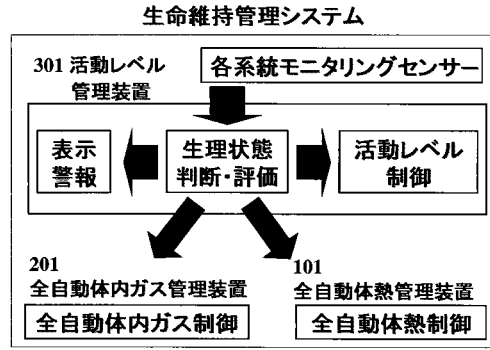 生命維持管理システム
301 活動レベル
管理装置
各系統モニタリングセンサー
表示
警報
生理状態
判断・評価
活動レベル
制御
201
全自動体内ガス管理装置
全自動体内ガス制御
101
全自動体熱管理装置
全自動体熱制御